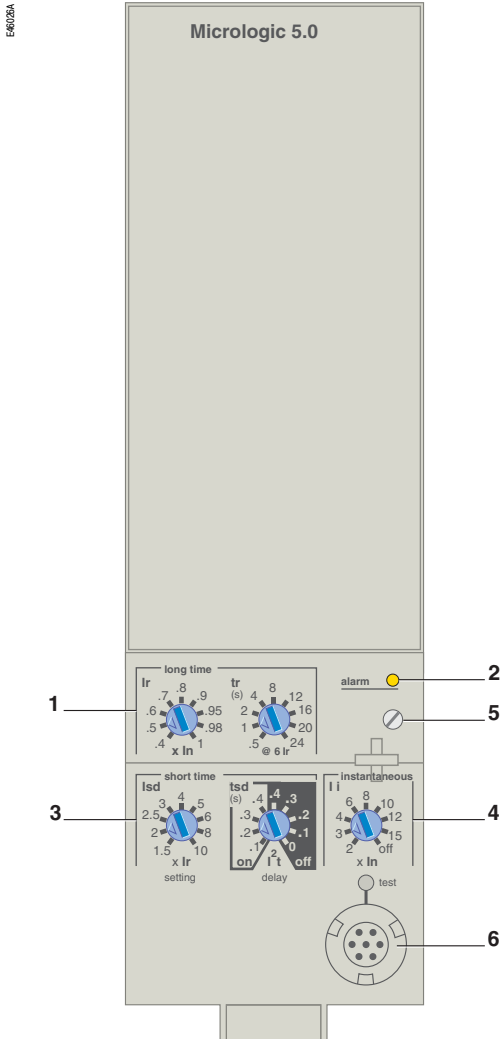 E46026A
Micrologic 5.0
long time
Ir
tr
(s)
.4 .5 .6 .7 .8 .9 .95 .98 1
x In
.5 1 2 4 8 12 16 20 24
@ 6 Ir
alarm
1
2
5
short time
Isd
1.5 2 2.5 3 4 5 6 8 10
x Ir
setting
tsd
(s)
.1 .2 .3 .4 .4 .3 .2 .1 0
on I2t off
delay
instantaneous
I i
2 3 4 6 8 10 12 15 off
x In
3
4
test
6